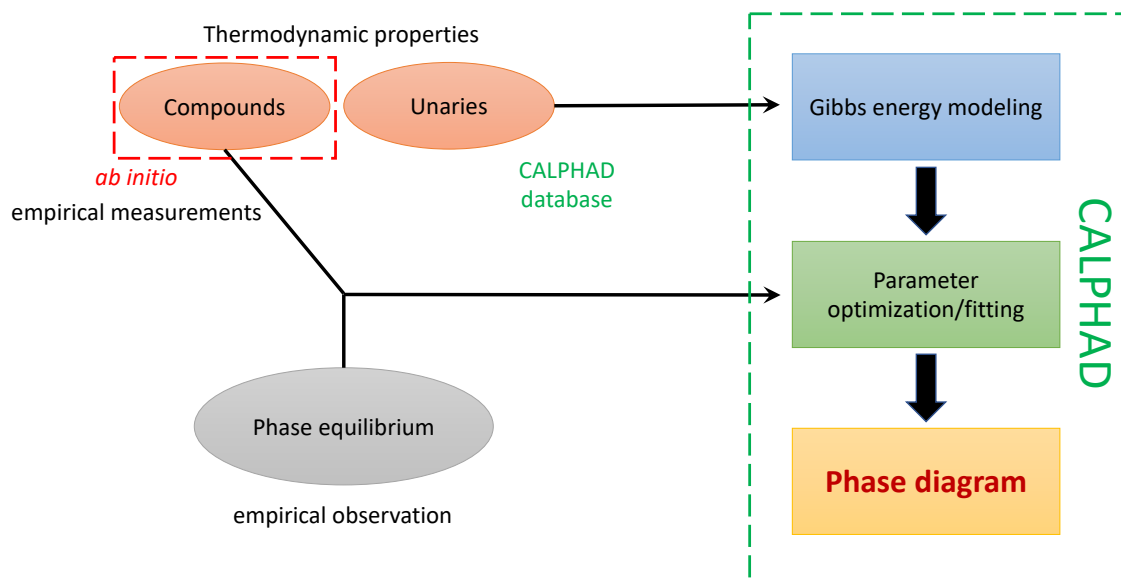 Thermodynamic properties
Compounds
Unaries
Gibbs energy modeling
ab initio
empirical measurements
CALPHAD
database
CALPHAD
Parameter
optimization/fitting
Phase equilibrium
Phase diagram
empirical observation